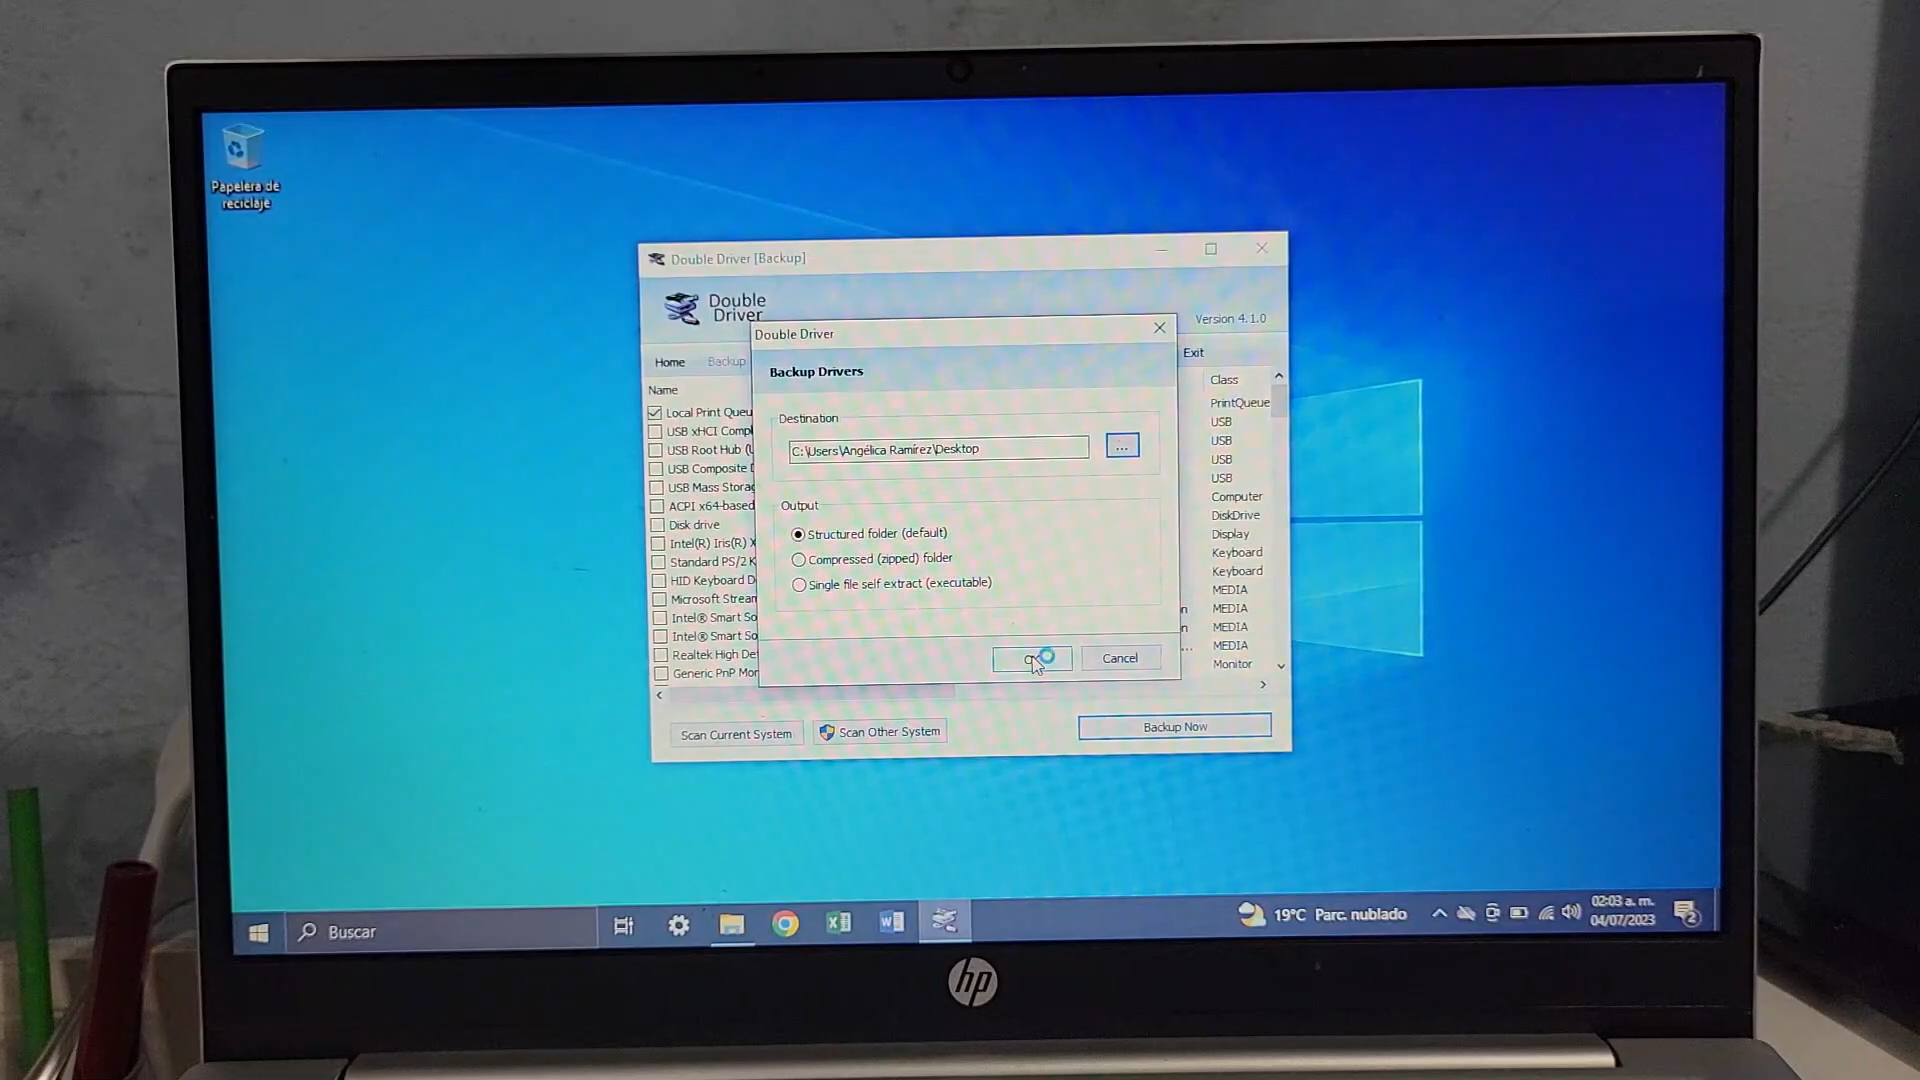 Papelera de
reciclaje
Double Driver [Backup]
Double
Driver
Version 4.1.0
Home
Backup
Exit
Name
Class
Local Print Queu
PrintQueue
USB xHCI Compl
USB
USB Root Hub (U
USB
USB Composite D
USB
USB Mass Storag
USB
ACPI x64-based
Computer
Disk drive
DiskDrive
Intel(R) Iris(R) X
Display
Standard PS/2 K
Keyboard
HID Keyboard D
Keyboard
Microsoft Stream
MEDIA
Intel® Smart So
n
MEDIA
Intel® Smart So
n
MEDIA
Realtek High De
...
MEDIA
Generic PnP Mor
Monitor
Scan Current System
Scan Other System
Backup Now
Double Driver
Backup Drivers
Destination
C:\Users\Angélica Ramírez\Desktop
...
Output
Structured folder (default)
Compressed (zipped) folder
Single file self extract (executable)
Cancel
Buscar
19°C Parc. nublado
02:03 a. m.
04/07/2023
2
hp